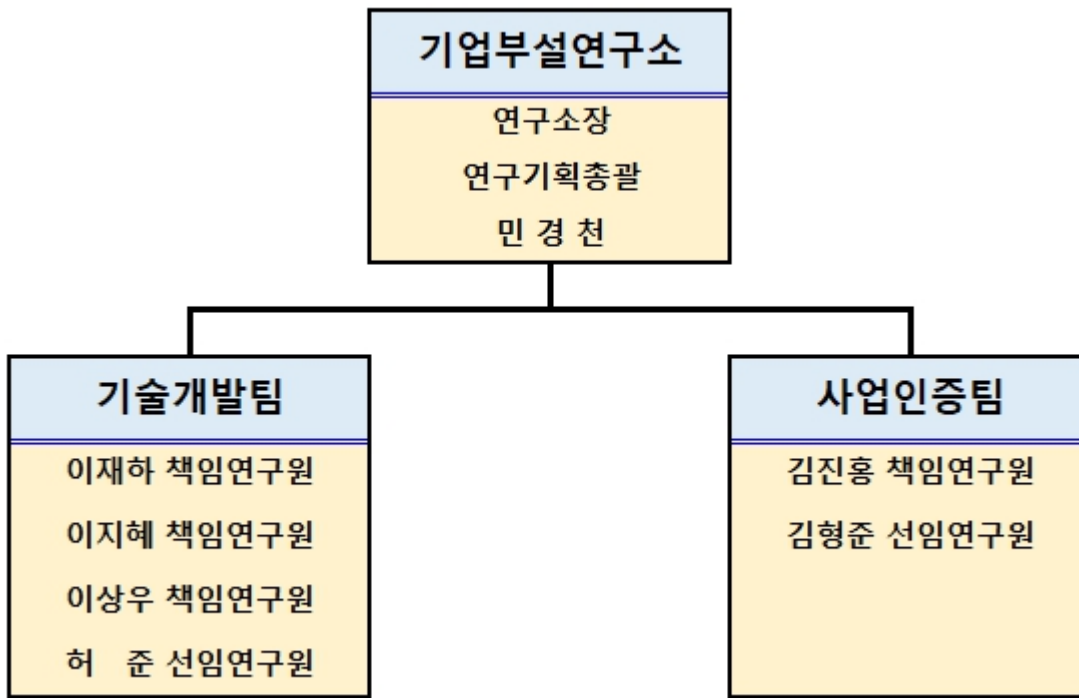 기업부설연구소
연구소장
연구기획총괄
민 경 천
기술개발팀
이재하 책임연구원
이지혜 책임연구원
이상우 책임연구원
허 준 선임연구원
사업인증팀
김진홍 책임연구원
김형준 선임연구원